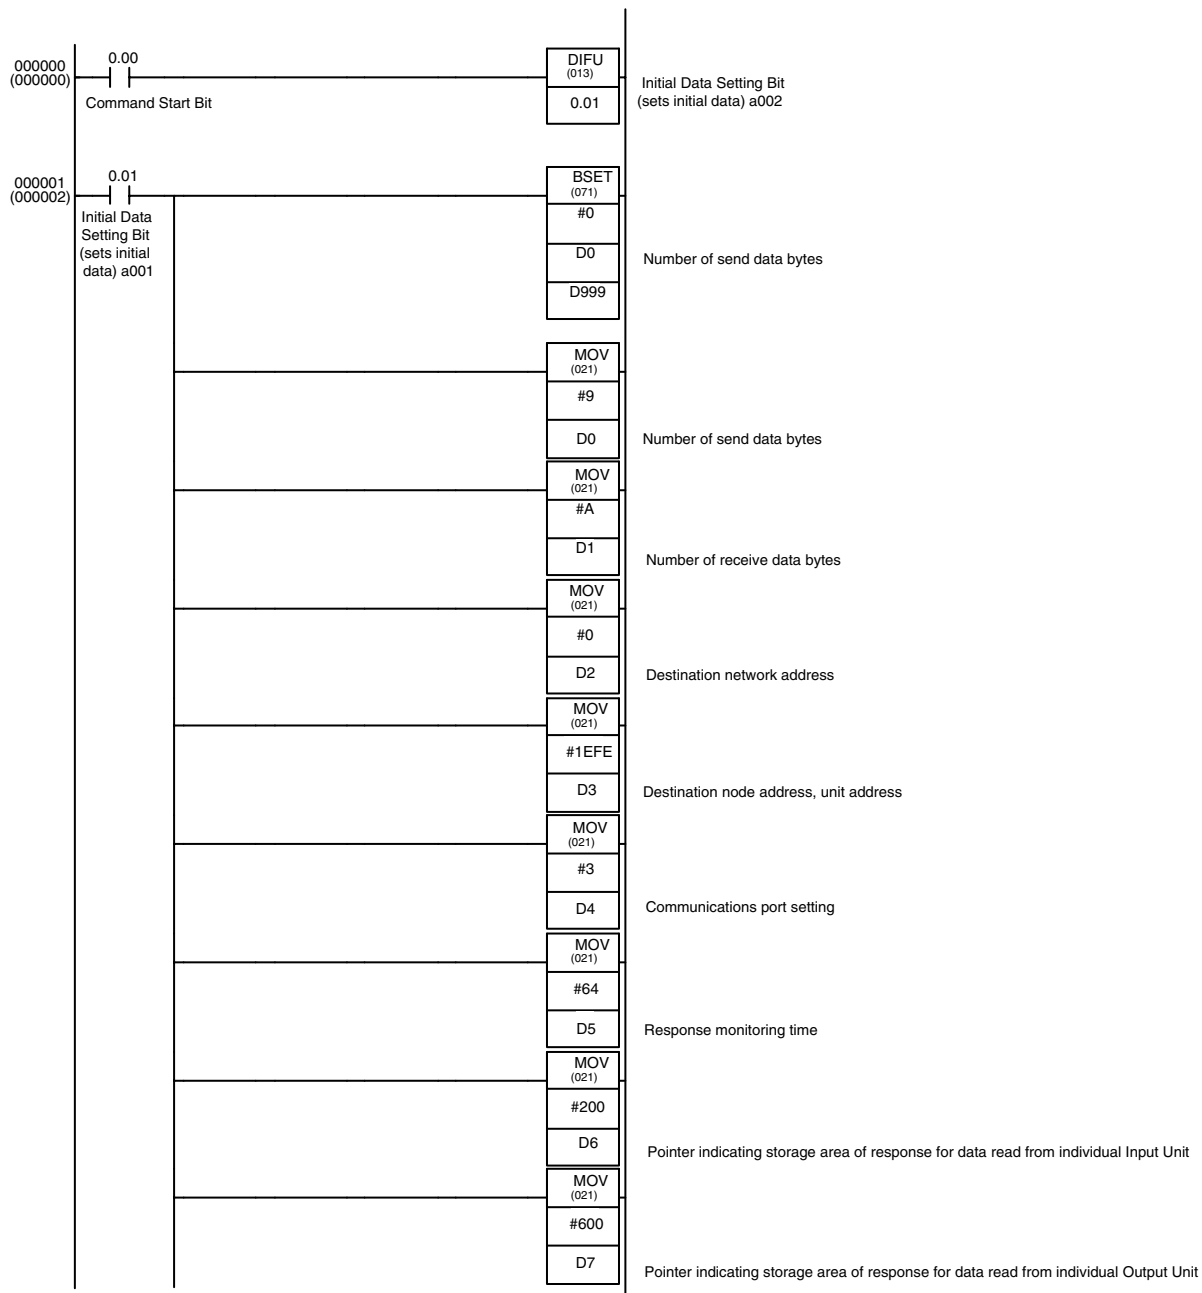 000000
(000000)
0.00
Command Start Bit
DIFU
(013)
0.01
Initial Data Setting Bit
(sets initial data) a002
000001
(000002)
0.01
Initial Data
Setting Bit
(sets initial
data) a001
BSET
(071)
#0
D0
Number of send data bytes
D999
MOV
(021)
#9
D0
Number of send data bytes
MOV
(021)
#A
D1
Number of receive data bytes
MOV
(021)
#0
D2
Destination network address
MOV
(021)
#1EFE
D3
Destination node address, unit address
MOV
(021)
#3
D4
Communications port setting
MOV
(021)
#64
D5
Response monitoring time
MOV
(021)
#200
D6
Pointer indicating storage area of response for data read from individual Input Unit
MOV
(021)
#600
D7
Pointer indicating storage area of response for data read from individual Output Unit